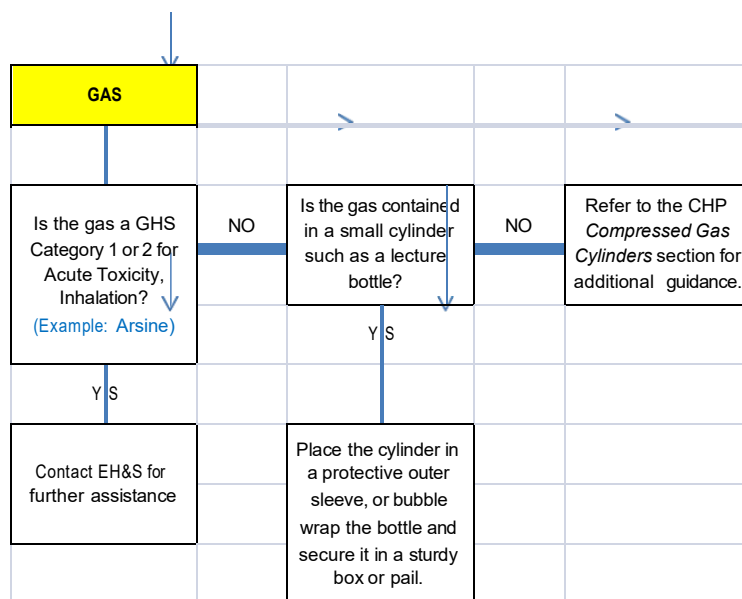 GAS
Is the gas a GHS
Category 1 or 2 for
Acute Toxicity,
Inhalation?
(Example: Arsine)
NO
Is the gas contained
in a small cylinder
such as a lecture
bottle?
NO
Refer to the CHP
Compressed Gas
Cylinders section for
additional guidance.
Y S
Y S
Contact EH&S for
further assistance
Place the cylinder in
a protective outer
sleeve, or bubble
wrap the bottle and
secure it in a sturdy
box or pail.